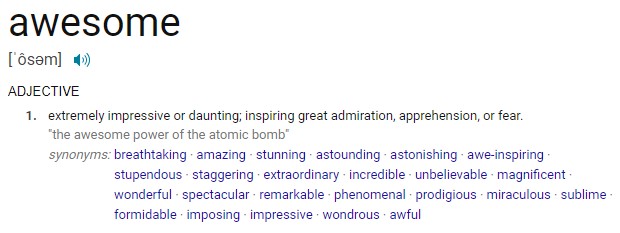 awesome
[ˈôsəm]
ADJECTIVE
1. extremely impressive or daunting; inspiring great admiration, apprehension, or fear.
"the awesome power of the atomic bomb"
synonyms: breathtaking · amazing · stunning · astounding · astonishing · awe-inspiring ·
stupendous · staggering · extraordinary · incredible · unbelievable · magnificent ·
wonderful · spectacular · remarkable · phenomenal · prodigious · miraculous · sublime ·
formidable · imposing · impressive · wondrous · awful